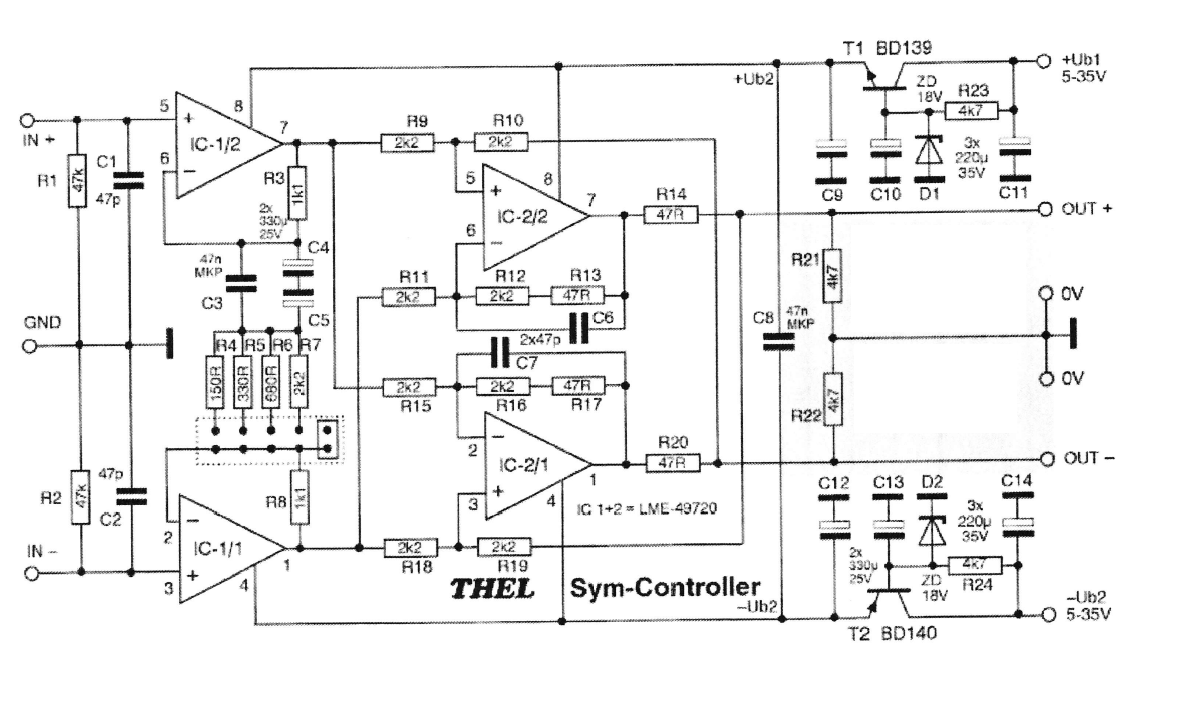 T1 BD139
+Ub2
+Ub1
5-35V
ZD
18V
R23
4k7
3x
220µ
35V
C9
C10
D1
C11
5
IN +
C1
R1
47k
47p
+
8
IC-1/2
7
6
−
R3
1k1
2x
330µ
25V
47n
MKP
C3
C4
C5
R9
2k2
R10
2k2
5
8
+
IC-2/2
7
6
−
R14
47R
OUT +
R11
2k2
R12
2k2
R13
47R
C6
2x47p
C7
R21
4k7
C8
47n
MKP
0V
0V
GND
R4
R5
R6
R7
150R
330R
680R
2k2
2k2
R15
2k2
R16
47R
R17
R22
4k7
−
2
IC-2/1
3
+
4
1
R20
47R
OUT −
R2
47k
47p
C2
R8
1k1
−
2
IC-1/1
1
3
+
4
IN −
IC 1+2 = LME-49720
2k2
R18
2k2
R19
C12
C13
D2
C14
3x
220µ
35V
2x
330µ
25V
ZD
18V
4k7
R24
THEL Sym-Controller
−Ub2
−Ub2
5-35V
T2 BD140